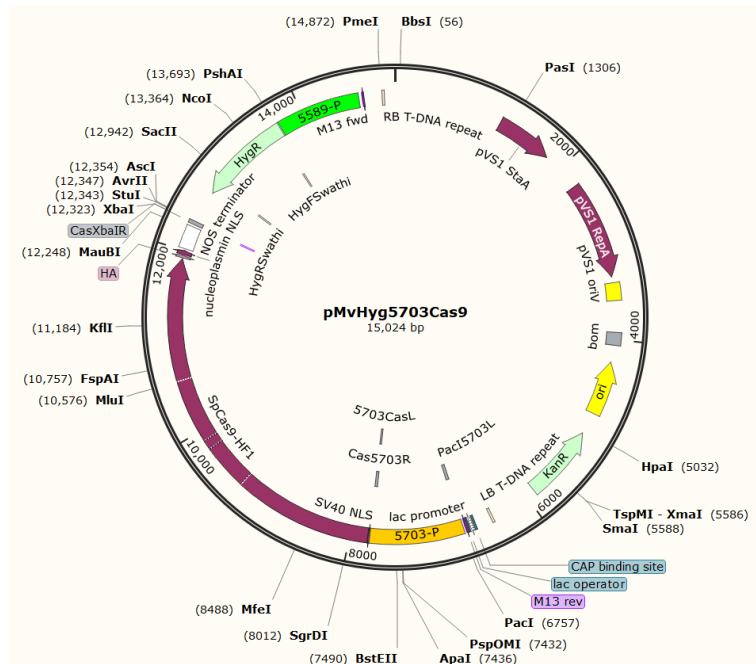 (14,872) PmeI
BbsI (56)
(13,693) PshAI
PasI (1306)
(13,364) NcoI
14,000
5589-P
M13 fwd
RB T-DNA repeat
(12,942) SacII
HygR
pVS1 StaA
2000
(12,354) AscI
(12,347) AvrII
(12,343) StuI
(12,323) XbaI
CasXbaIR
(12,248) MauBI
HA
12,000
NOS terminator
nucleoplasmin NLS
HygRSwathi
HygFSwathi
pVS1 RepA
pVS1 oriV
pMvHyg5703Cas9
15,024 bp
4000
bom
(11,184) KflI
(10,757) FspAI
(10,576) MluI
ori
SpCas9-HF1
10,000
5703CasL
Cas5703R
PacI5703L
LB T-DNA repeat
KanR
HpaI (5032)
6000
TspMI - XmaI (5586)
SmaI (5588)
SV40 NLS
lac promoter
5703-P
8000
CAP binding site
lac operator
M13 rev
(8488) MfeI
PacI (6757)
(8012) SgrDI
PspOMI (7432)
(7490) BstEII
ApaI (7436)